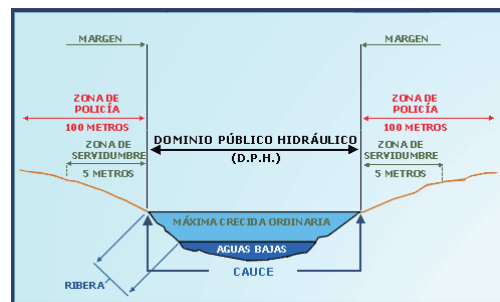 MARGEN
MARGEN
ZONA DE
POLICÍA
100 METROS
ZONA DE
POLICÍA
100 METROS
DOMINIO PÚBLICO HIDRÁULICO
(D.P.H.)
ZONA DE
SERVIDUMBRE
5 METROS
ZONA DE
SERVIDUMBRE
5 METROS
MÁXIMA CRECIDA ORDINARIA
AGUAS BAJAS
CAUCE
RIBERA